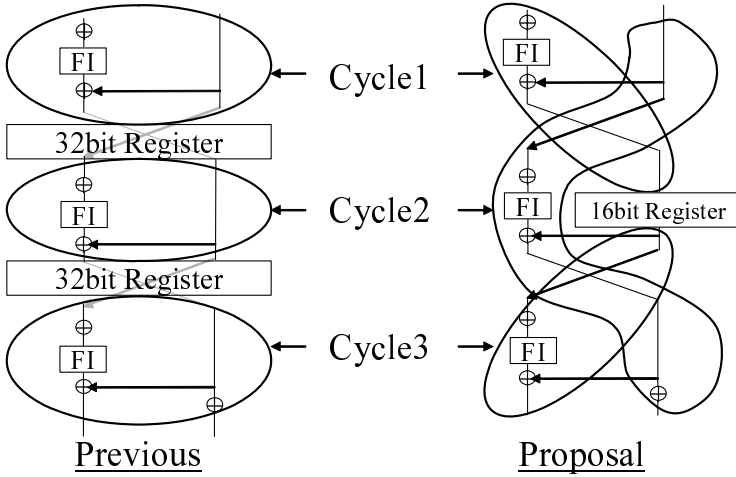 FI
FI
Cycle1
32bit Register
FI
FI
Cycle2
16bit Register
32bit Register
FI
FI
Cycle3
Previous
Proposal